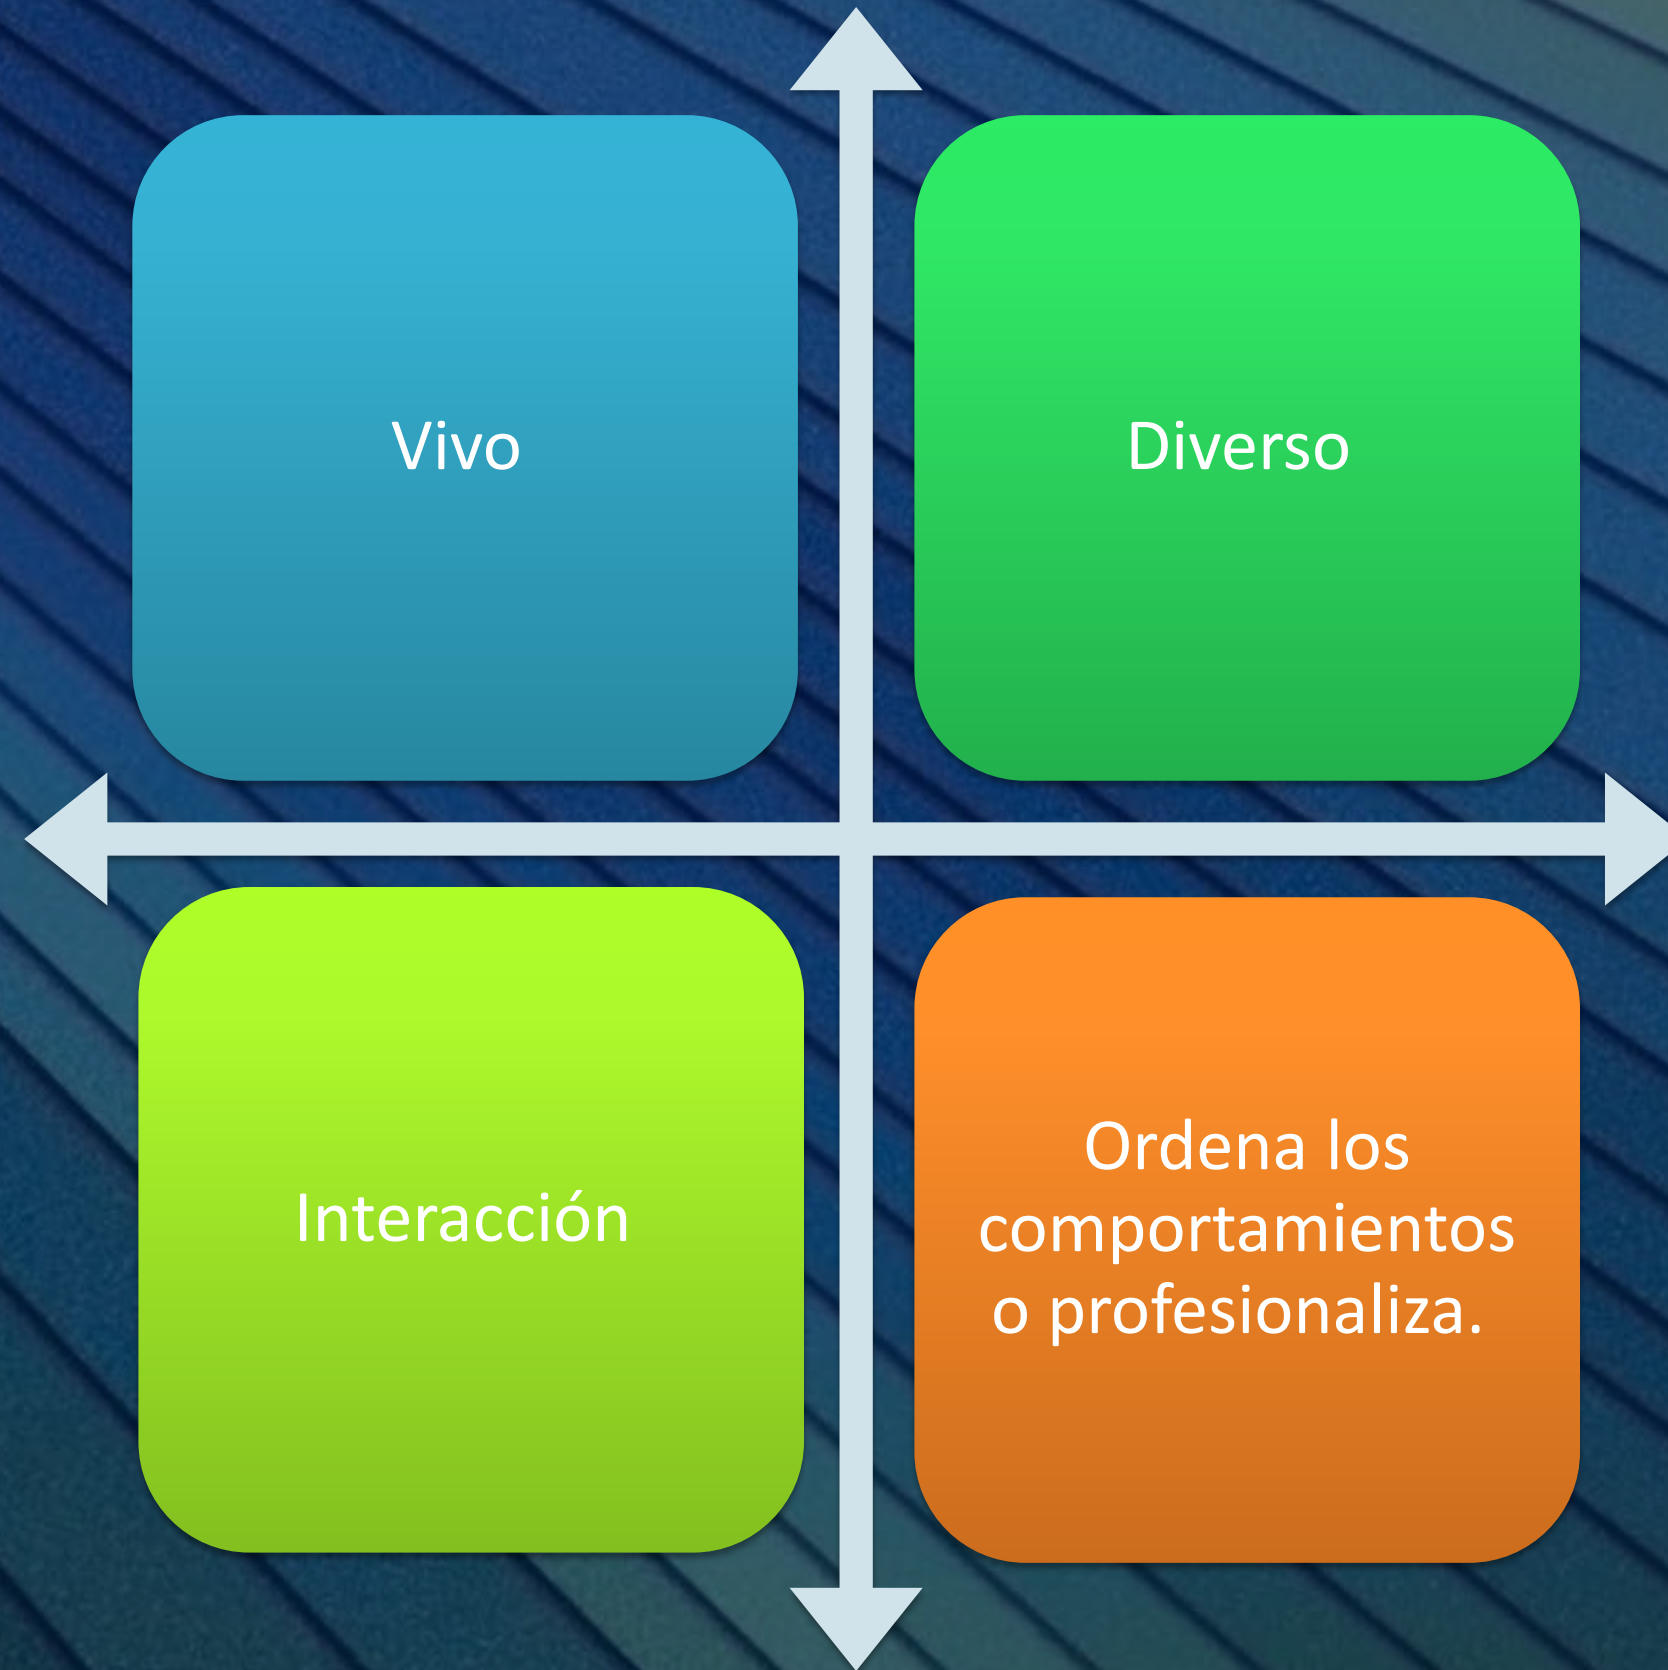 Vivo
Diverso
Interacción
Ordena los
comportamientos
o profesionaliza.